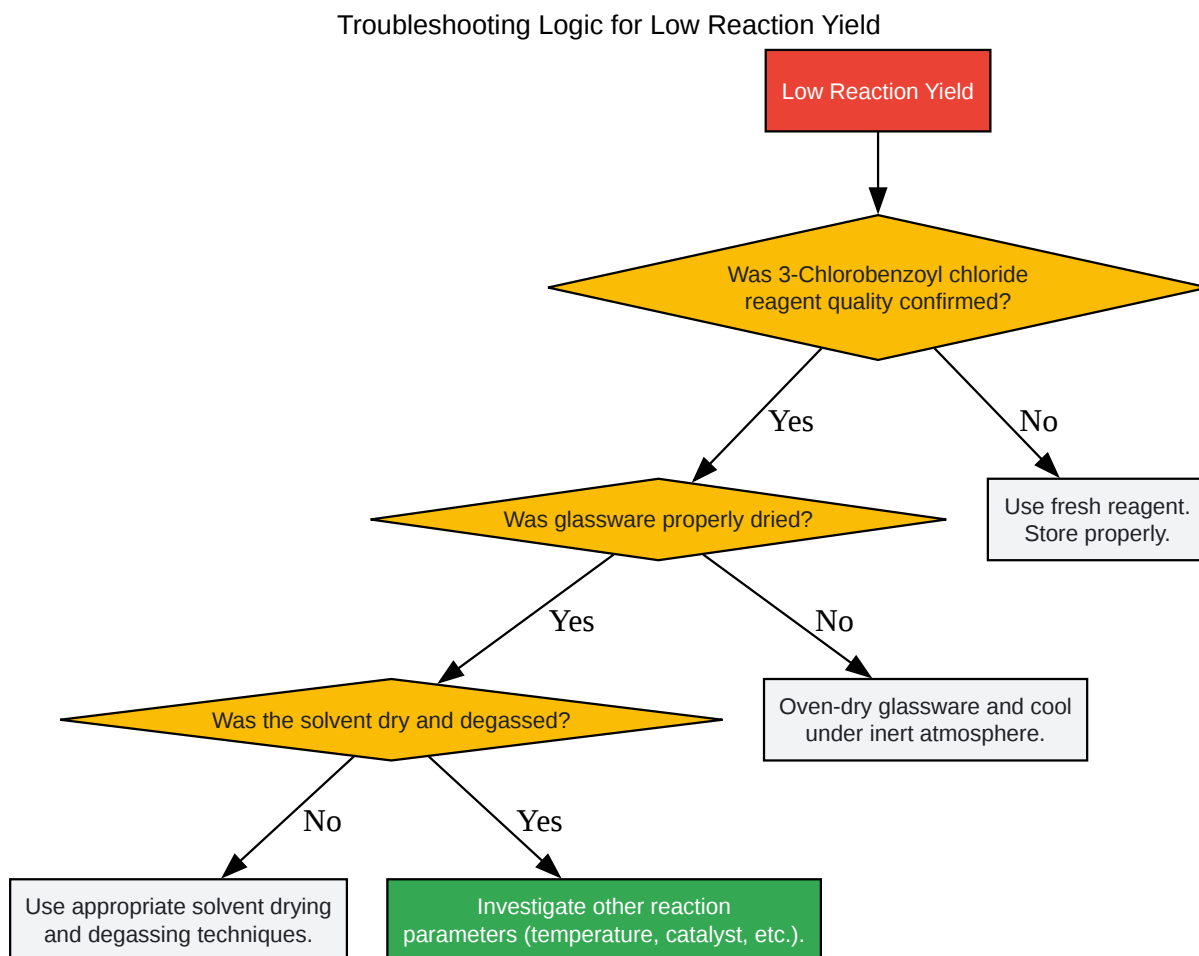 Troubleshooting Logic for Low Reaction Yield
Low Reaction Yield
Was 3-Chlorobenzoyl chloride
reagent quality confirmed?
Yes
No
Was glassware properly dried?
Use fresh reagent.
Store properly.
Yes
No
Was the solvent dry and degassed?
Oven-dry glassware and cool
under inert atmosphere.
No
Yes
Use appropriate solvent drying
and degassing techniques.
Investigate other reaction
parameters (temperature, catalyst, etc.).